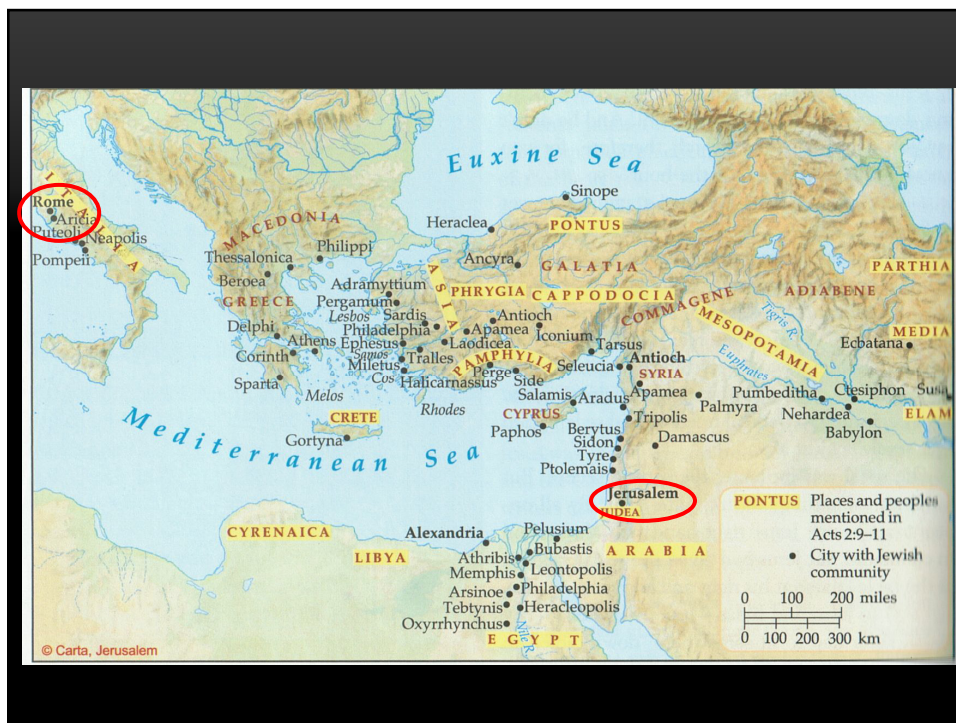 Euxine Sea
ITALY
Rome
Aricia
Puteoli
Neapolis
Pompeii
MACEDONIA
Thessalonica
Philippi
Beroea
GREECE
Delphi
Athens
Corinth
Sparta
Melos
Heraclea
Sinope
PONTUS
Ancyra
GALATIA
ASIA
PHRYGIA
CAPPODOCIA
COMMAGENE
ADIABENE
PARTHIA
MEDIA
Ecbatana
MESOPOTAMIA
Tigris R.
Euphrates
Adramyttium
Pergamum
Lesbos
Sardis
Philadelphia
Ephesus
Samos
Miletus
Cos
Tralles
Halicarnassus
Laodicea
Apamea
Antioch
Iconium
Tarsus
PAMPHYLIA
Perge
Side
Rhodes
Seleucia
Antioch
SYRIA
Apamea
Salamis
Aradus
CYPRUS
Paphos
Tripolis
Palmyra
Pumbeditha
Ctesiphon
Nehardea
Babylon
ELAM
Berytus
Sidon
Damascus
Tyre
Ptolemais
CRETE
Gortyna
Mediterranean Sea
Jerusalem
JUDEA
CYRENAICA
LIBYA
Alexandria
Pelusium
Athribis
Bubastis
Memphis
Leontopolis
ARABIA
Arsinoe
Philadelphia
Tebtynis
Heracleopolis
Oxyrrhynchus
Nile R.
EGYPT
PONTUS Places and peoples
mentioned in
Acts 2:9–11
City with Jewish
community
0 100 200 miles
0 100 200 300 km
© Carta, Jerusalem